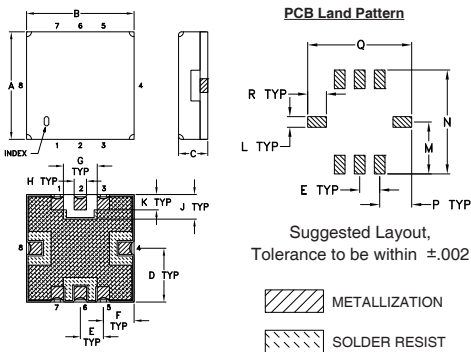 PCB Land Pattern
B
7 6 5
A
8
4
INDEX
1 2 3
C
Q
R TYP
L TYP
N
M
E TYP
P TYP
G
TYP
H TYP
K TYP
J TYP
1 2 3
8
4
D TYP
7 6 5
F
E
TYP
TYP
Suggested Layout,
Tolerance to be within ±.002
METALLIZATION
SOLDER RESIST